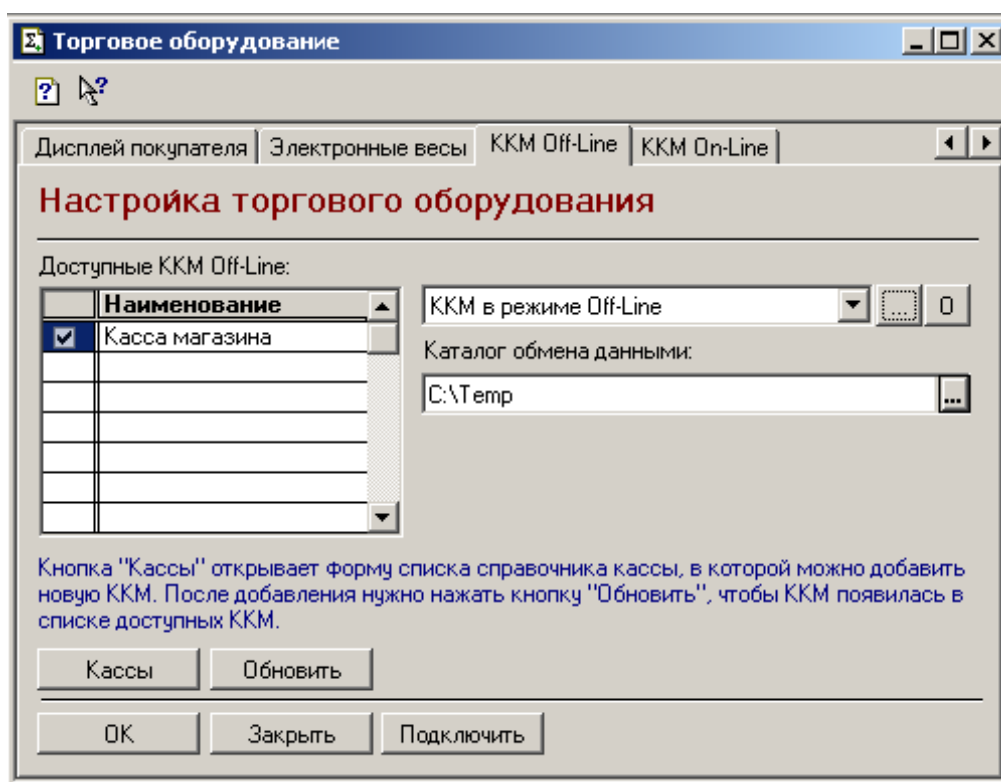 Торговое оборудование
Дисплей покупателя Электронные весы ККМ Off-Line ККМ On-Line
Настройка торгового оборудования
Доступные ККМ Off-Line:
Наименование
Касса магазина
ККМ в режиме Off-Line ... О
Каталог обмена данными:
C:\Temp ...
Кнопка "Кассы" открывает форму списка справочника кассы, в которой можно добавить
новую ККМ. После добавления нужно нажать кнопку "Обновить", чтобы ККМ появилась в
списке доступных ККМ.
Кассы Обновить
OK Закрыть Подключить